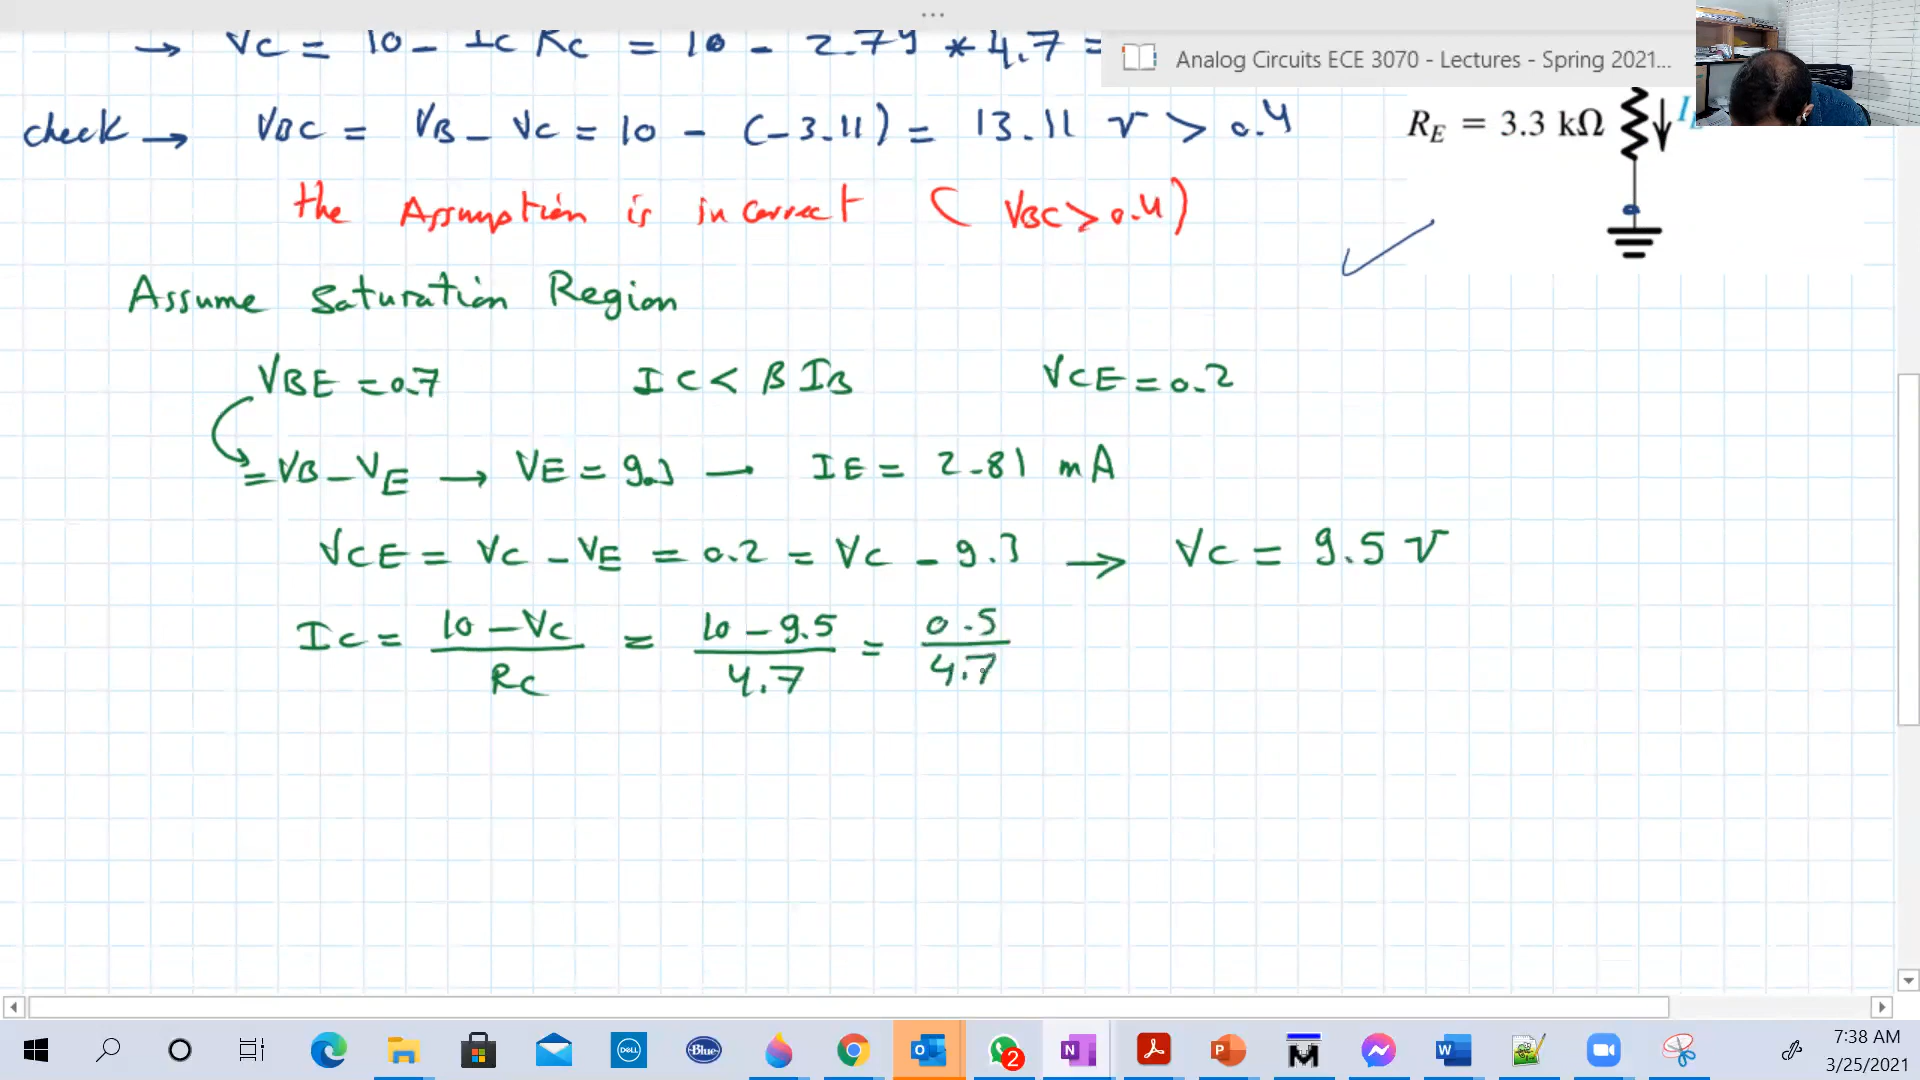 → VC = 10 - IC RC = 10 - 2.79 * 4.7 =
Analog Circuits ECE 3070 - Lectures - Spring 2021...
check → VBC = VB - VC = 10 - (-3.11) = 13.11 V > 0.4
R_E = 3.3 kΩ
the Assumption is incorrect ( VBC > 0.4 )
Assume Saturation Region
VBE = 0.7 IC < β IB VCE = 0.2
= VB - VE → VE = 9.3 — IE = 2.81 mA
VCE = VC - VE = 0.2 = VC - 9.3 → VC = 9.5 V
IC = 10 - VC / RC = 10 - 9.5 / 4.7 = 0.5 / 4.7
DELL
Blue
2
N
P
W
7:38 AM
3/25/2021